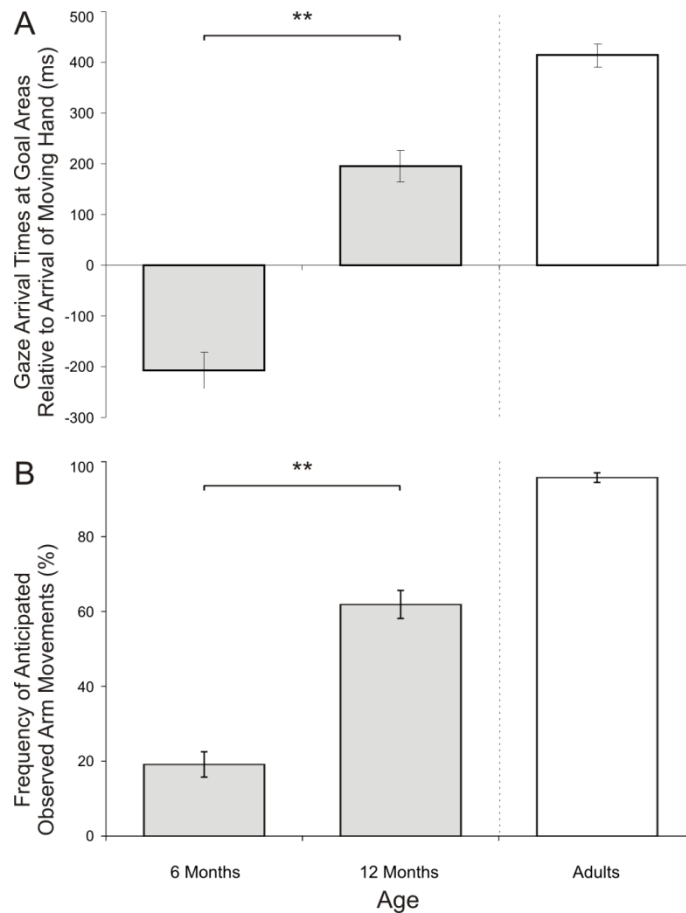 A
Gaze Arrival Times at Goal Areas
Relative to Arrival of Moving Hand (ms)
500
400
300
200
100
0
-100
-200
-300
**
B
Frequency of Anticipated
Observed Arm Movements (%)
100
80
60
40
20
0
**
6 Months
12 Months
Adults
Age